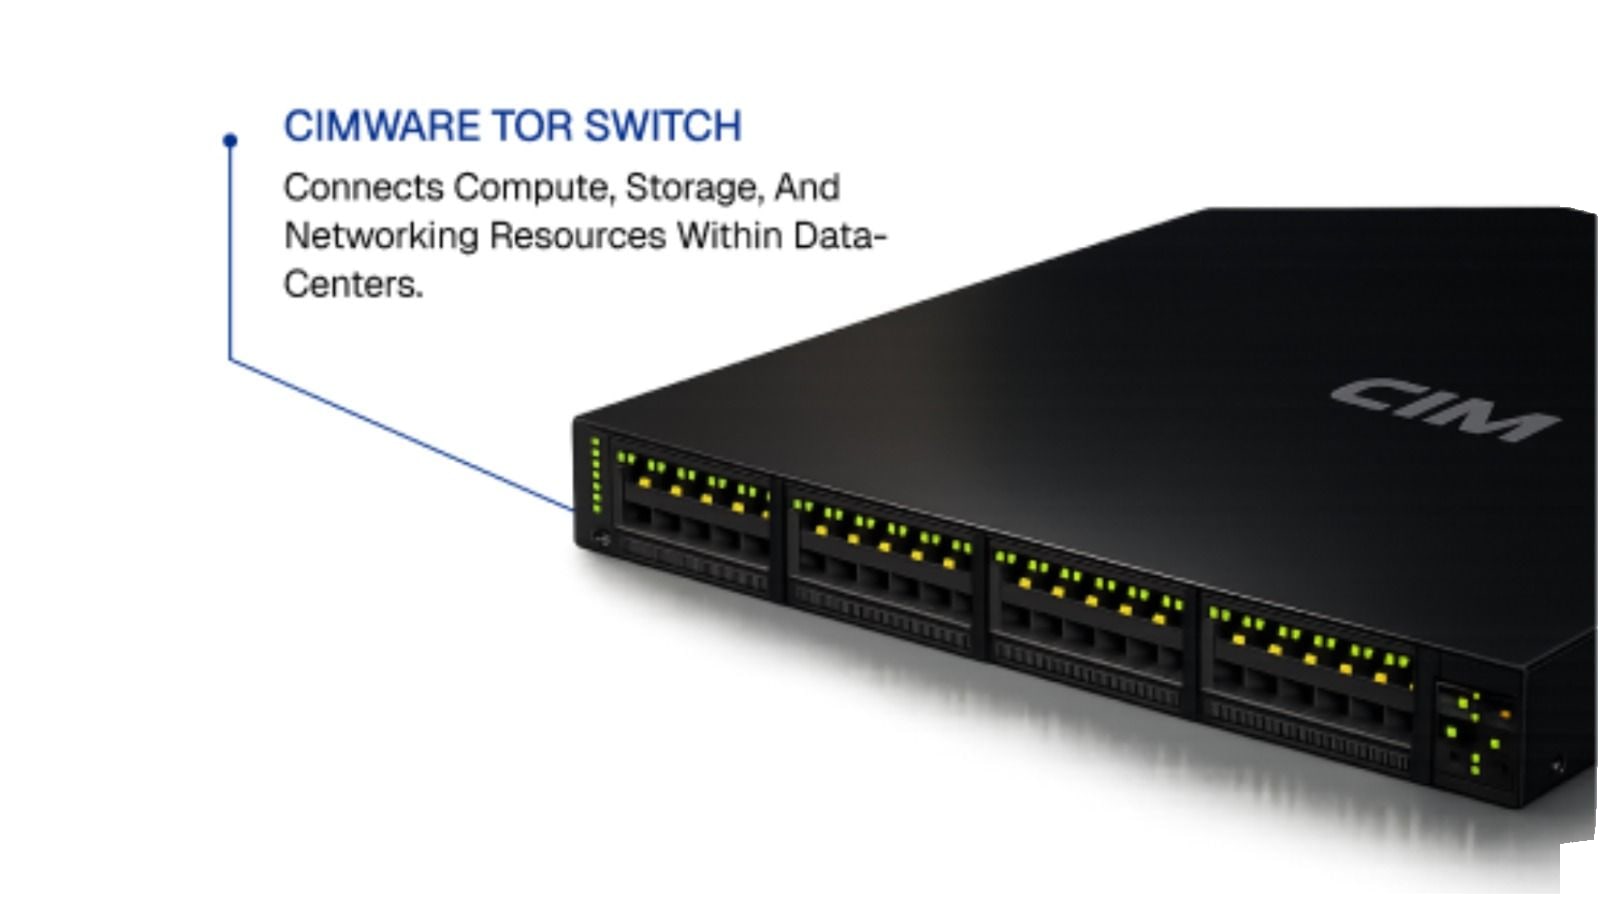 CIMWARE TOR SWITCH
Connects Compute, Storage, And
Networking Resources Within Data-
Centers.
CIM